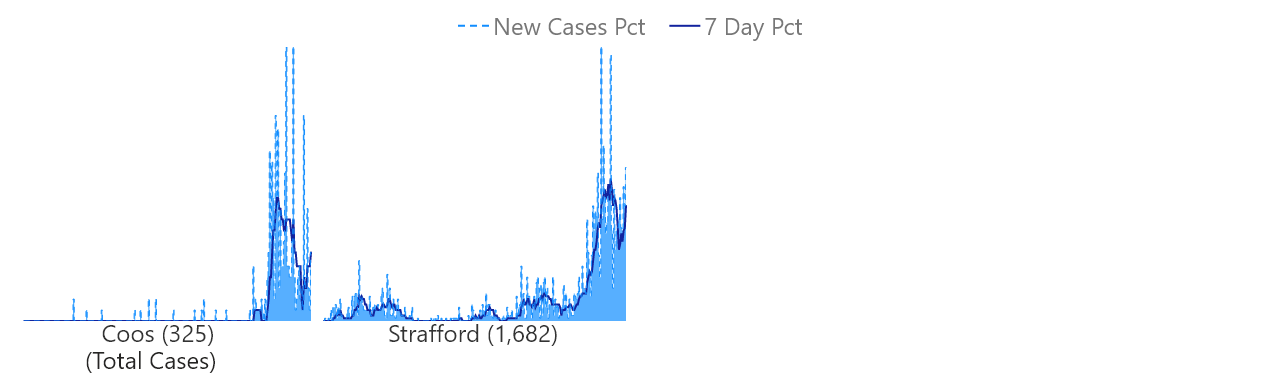 New Cases Pct 7 Day Pct
Coos (325) Strafford (1,682)
(Total Cases)